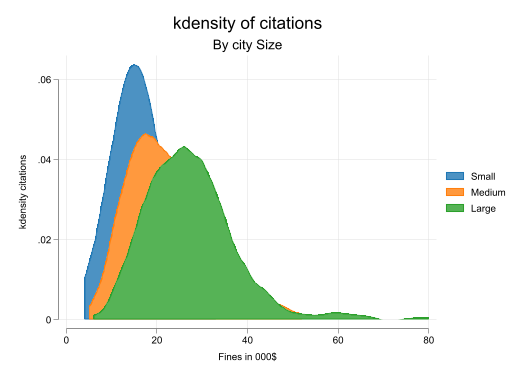 kdensity of citations
By city Size
kdensity citations
.06
.04
.02
0
0 20 40 60 80
Fines in 000$
Small
Medium
Large